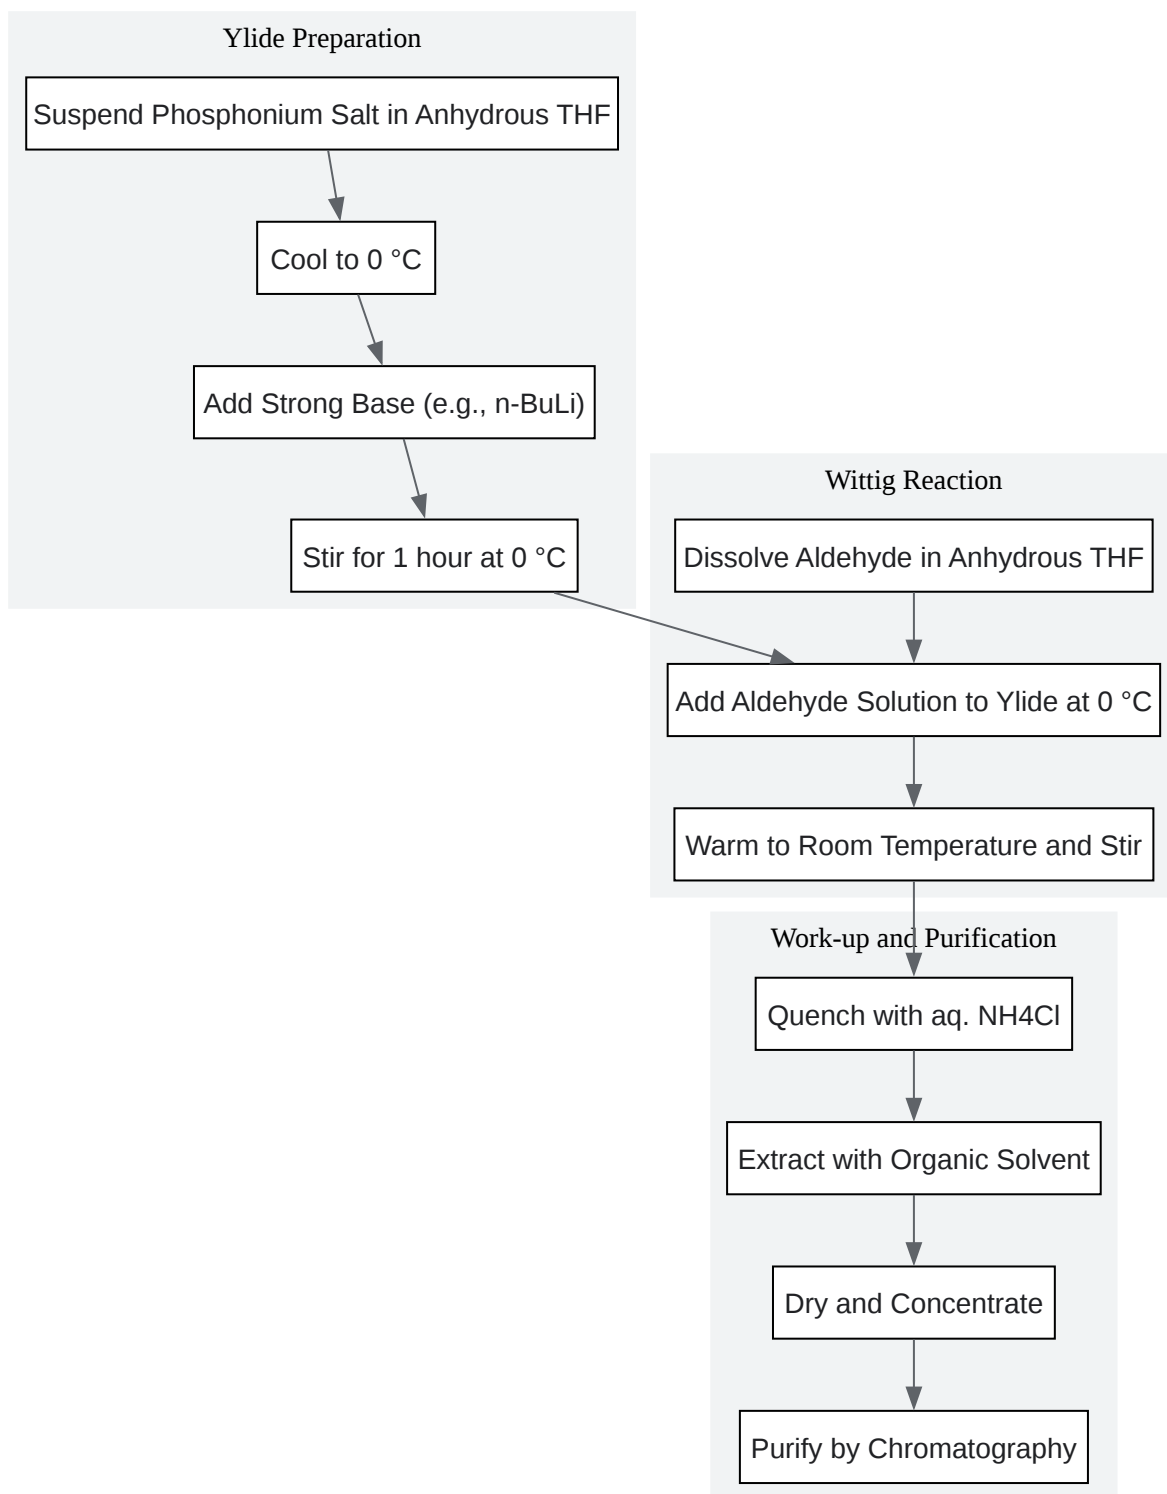 Ylide Preparation
Suspend Phosphonium Salt in Anhydrous THF
Cool to 0 °C
Add Strong Base (e.g., n-BuLi)
Stir for 1 hour at 0 °C
Wittig Reaction
Dissolve Aldehyde in Anhydrous THF
Add Aldehyde Solution to Ylide at 0 °C
Warm to Room Temperature and Stir
Work-up and Purification
Quench with aq. NH4Cl
Extract with Organic Solvent
Dry and Concentrate
Purify by Chromatography